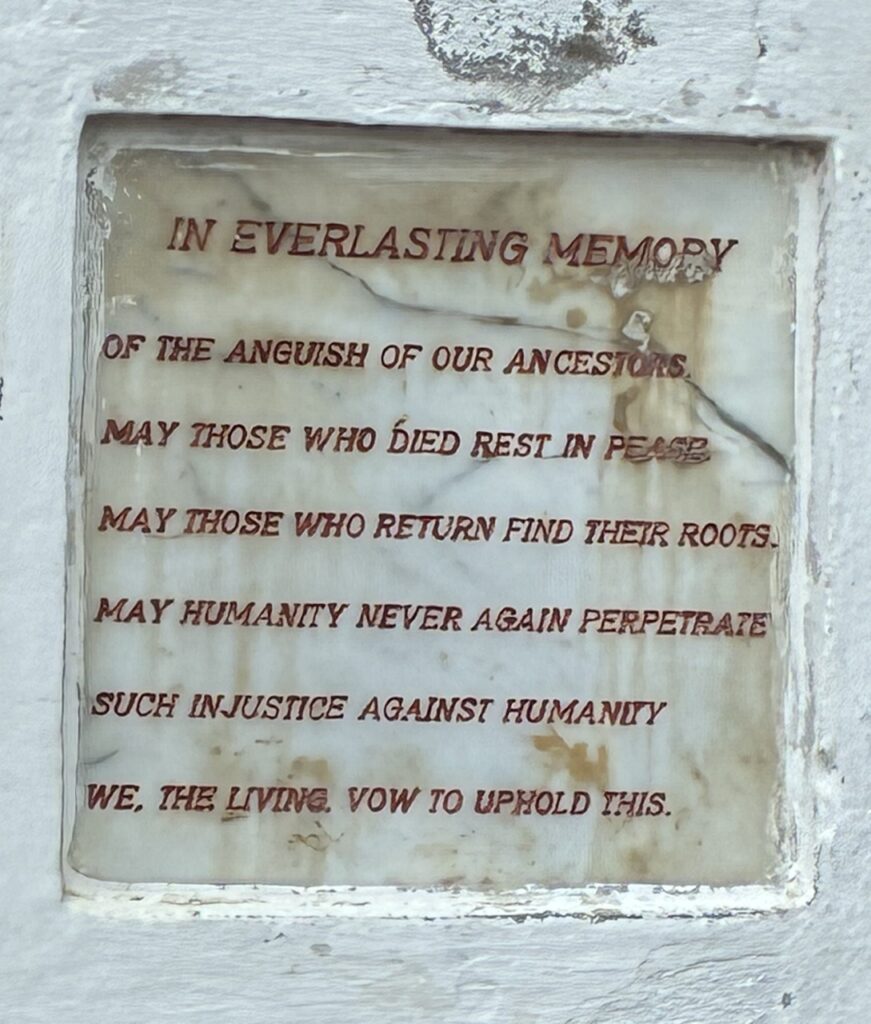 IN EVERLASTING MEMORY
OF THE ANGUISH OF OUR ANCESTORS.
MAY THOSE WHO DIED REST IN PEACE
MAY THOSE WHO RETURN FIND THEIR ROOTS.
MAY HUMANITY NEVER AGAIN PERPETRATE
SUCH INJUSTICE AGAINST HUMANITY
WE, THE LIVING, VOW TO UPHOLD THIS.